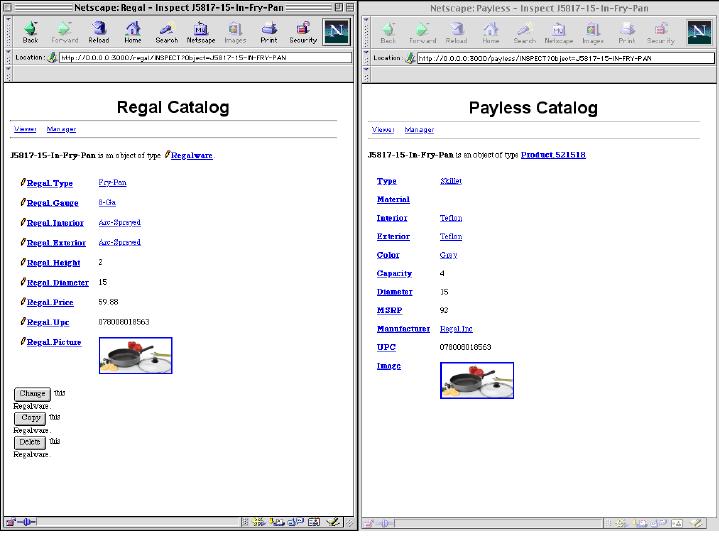 Netscape: Regal - Inspect J5817-15-In-Fry-Pan
Back Forward Reload Home Search Netscape Images Print Security
Location: http://0.0.0.0:3000/regal/INSPECT?Object=J5817-15-IN-FRY-PAN
Regal Catalog
Viewer Manager
J5817-15-In-Fry-Pan is an object of type Regalware.
Regal.Type Fry-Pan
Regal.Gauge 8-Ga
Regal.Interior Arc-Sprayed
Regal.Exterior Arc-Sprayed
Regal.Height 2
Regal.Diameter 15
Regal.Price 59.88
Regal.Upc 078008018563
Regal.Picture
Change this
Regalware.
Copy this
Regalware.
Delete this
Regalware.
Netscape: Payless - Inspect J5817-15-In-Fry-Pan
Back Forward Reload Home Search Netscape Images Print Security
Location: http://0.0.0.0:3000/payless/INSPECT?Object=J5817-15-IN-FRY-PAN
Payless Catalog
Viewer Manager
J5817-15-In-Fry-Pan is an object of type Product.521518
Type Skillet
Material
Interior Teflon
Exterior Teflon
Color Gray
Capacity 4
Diameter 15
MSRP 92
Manufacturer Regal.Inc
UPC 078008018563
Image